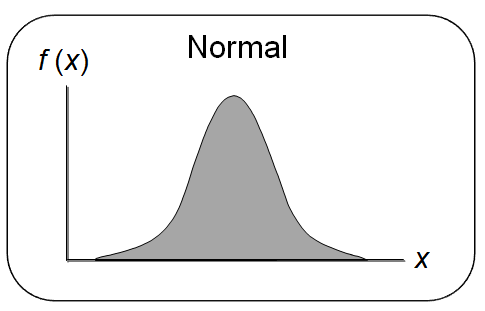 Normal
f (x)
x